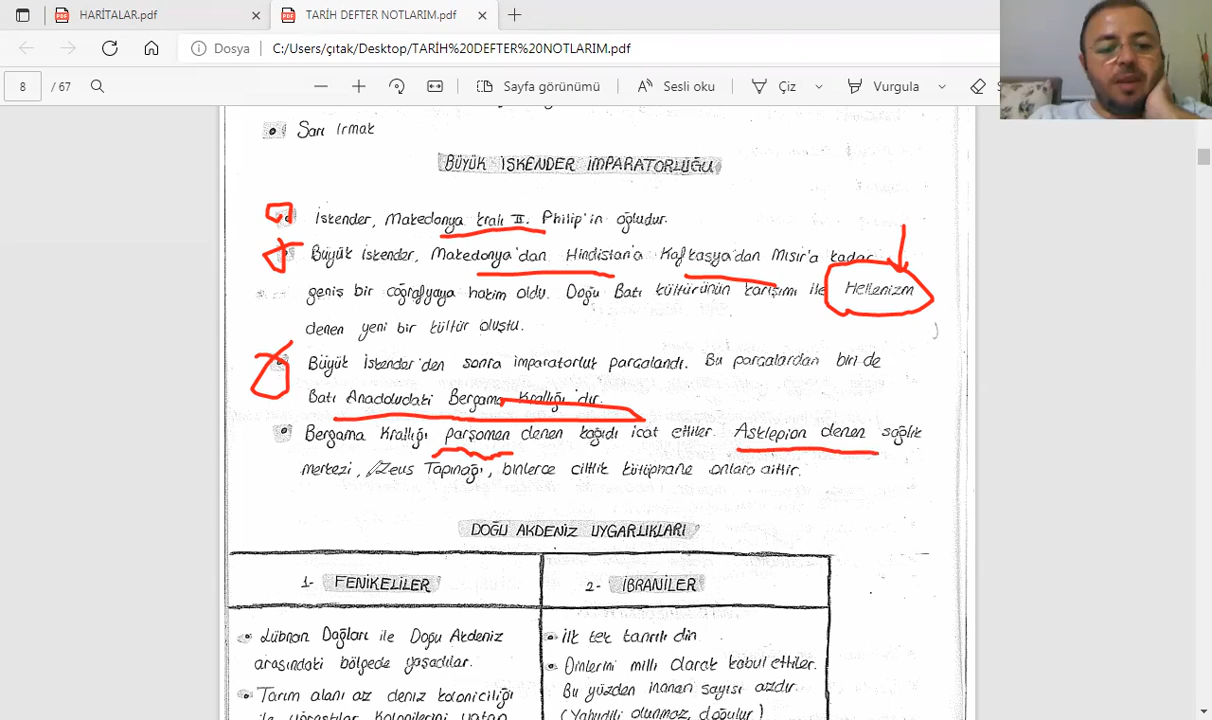 HARİTALAR.pdf
TARİH DEFTER NOTLARIM.pdf
Dosya
C:/Users/çıtak/Desktop/TARİH%20DEFTER%20NOTLARIM.pdf
8 / 67
Sayfa görünümü
Sesli oku
Çiz
Vurgula
Sarı Irmak
BÜYÜK İSKENDER İMPARATORLUĞU
İskender, Makedonya kralı II. Philip'in oğludur.
Büyük İskender, Makedonya'dan Hindistan'a Kafkasya'dan Mısır'a kadar
geniş bir coğrafyaya hakim oldu. Doğu Batı kültürünün karışımı ile Hellenizm
denen yeni bir kültür oluştu.
Büyük İskender'den sonra imparatorluk parçalandı. Bu parçalardan biri de
Batı Anadoludaki Bergama Krallığı'dır.
Bergama Krallığı parşomen denen kağıdı icat ettiler. Asklepion denen sağlık
merkezi, Zeus Tapınağı, binlerce ciltlik kütüphane onlara aittir.
DOĞU AKDENİZ UYGARLIKLARI
1- FENİKELİLER
2- İBRANİLER
Lübnan Dağları ile Doğu Akdeniz
arasındaki bölgede yaşadılar.
Tarım alanı az deniz koloniciliği
ile uğraştılar. Kolonilerini vatan
İlk tek tanrılı din
Dinlerini milli olarak kabul ettiler.
Bu yüzden inanan sayısı azdır.
(Yahudili olunmaz, doğulur)